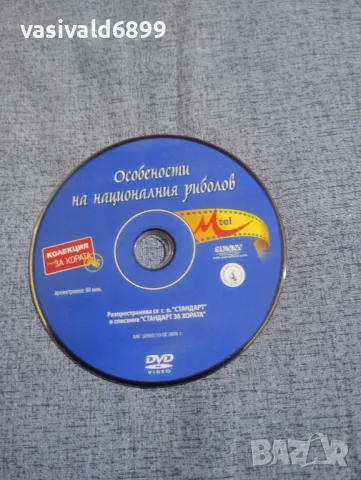 vasivald6899
Особености
на националния риболов
Mtel
КОЛЕКЦИЯ
ЗА ХОРАТА
времетраене: 90 мин.
Разпространява се с в. "СТАНДАРТ"
и списание "СТАНДАРТ ЗА ХОРАТА"
DVD
VIDEO
BAZAR